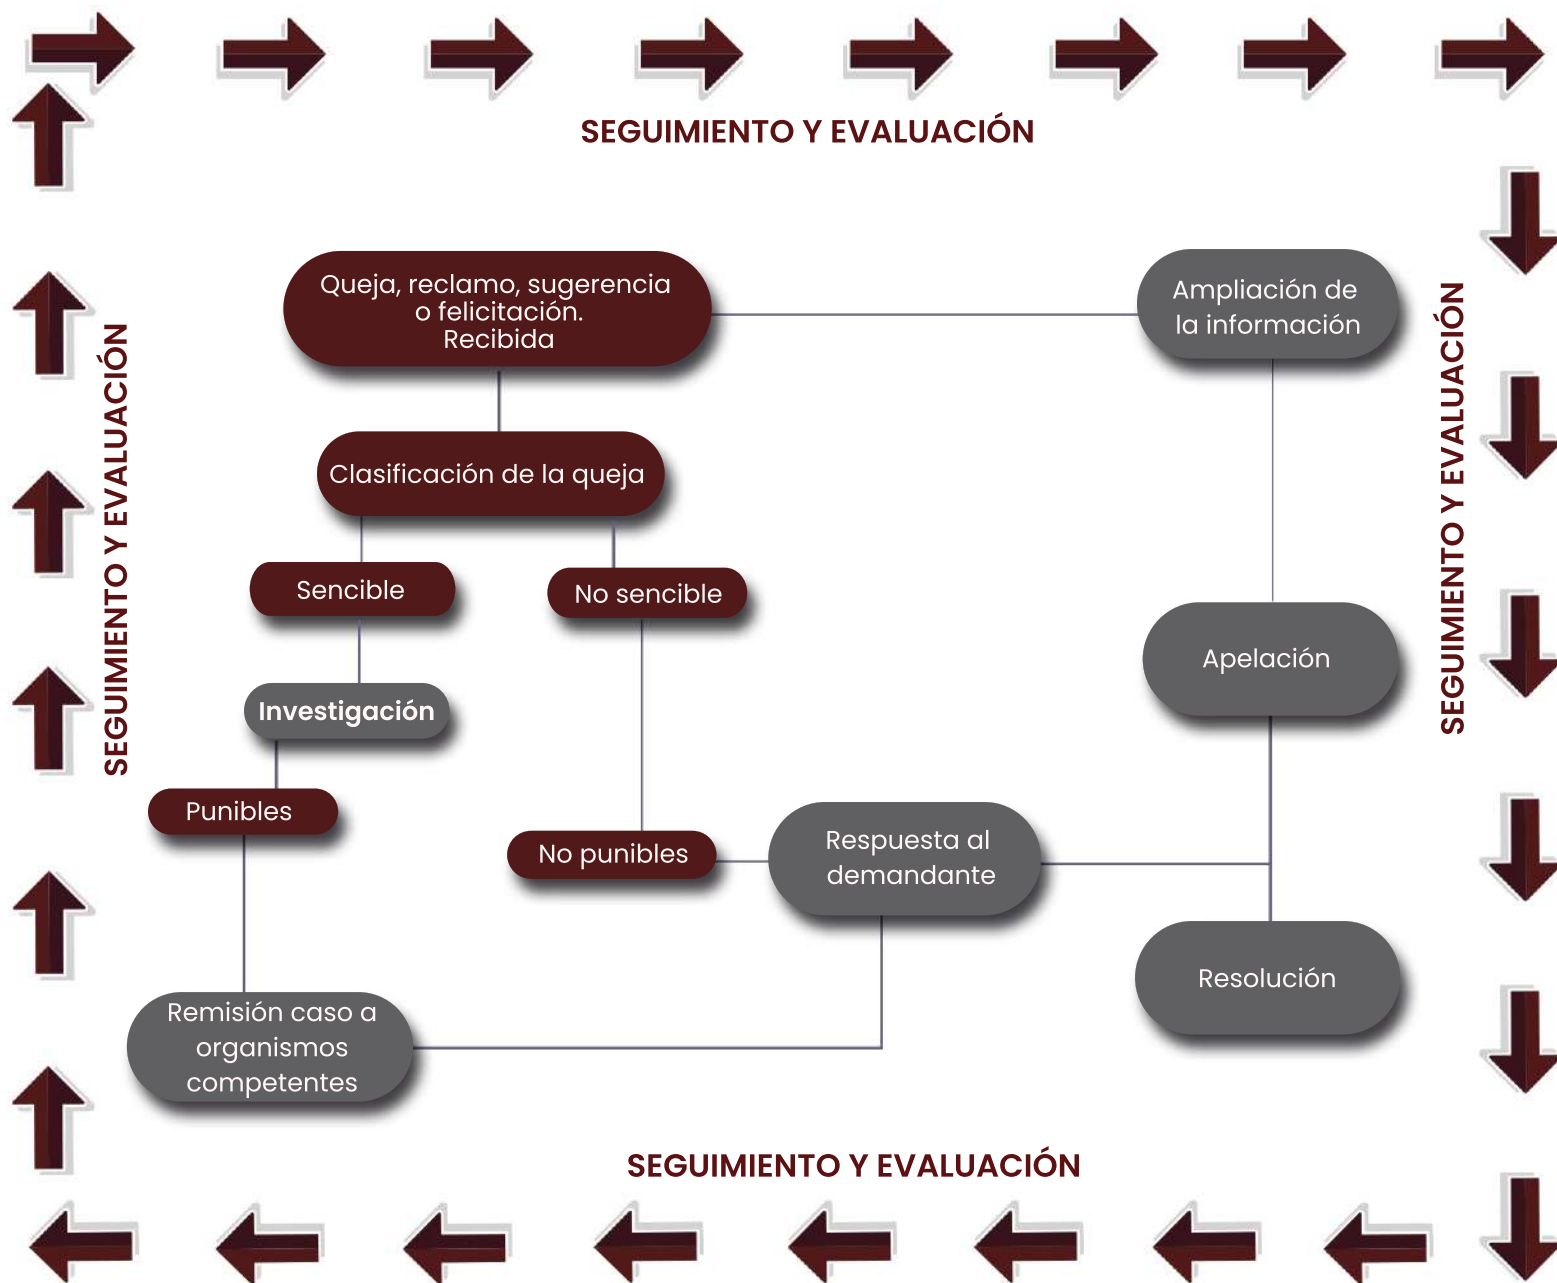 SEGUIMIENTO Y EVALUACIÓN
Queja, reclamo, sugerencia
o felicitación.
Recibida
Ampliación de
la información
Clasificación de la queja
SEGUIMIENTO Y EVALUACIÓN
SEGUIMIENTO Y EVALUACIÓN
Sencible
No sencible
Apelación
Investigación
Punibles
No punibles
Respuesta al
demandante
Resolución
Remisión caso a
organismos
competentes
SEGUIMIENTO Y EVALUACIÓN